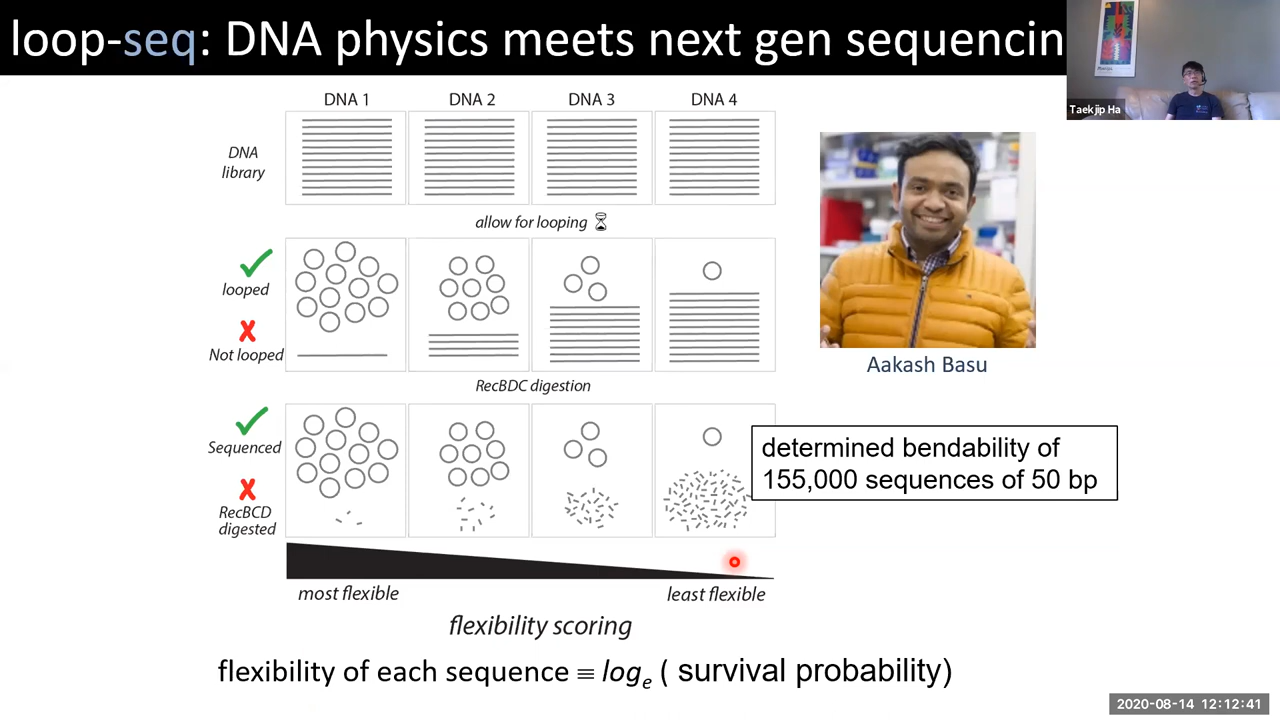 loop-seq: DNA physics meets next gen sequencin
Taekjip Ha
DNA 1 DNA 2 DNA 3 DNA 4
DNA
library
allow for looping
looped
Not looped
RecBDC digestion
Aakash Basu
Sequenced
RecBCD
digested
determined bendability of
155,000 sequences of 50 bp
most flexible least flexible
flexibility scoring
flexibility of each sequence ≡ logₑ ( survival probability)
2020-08-14 12:12:41